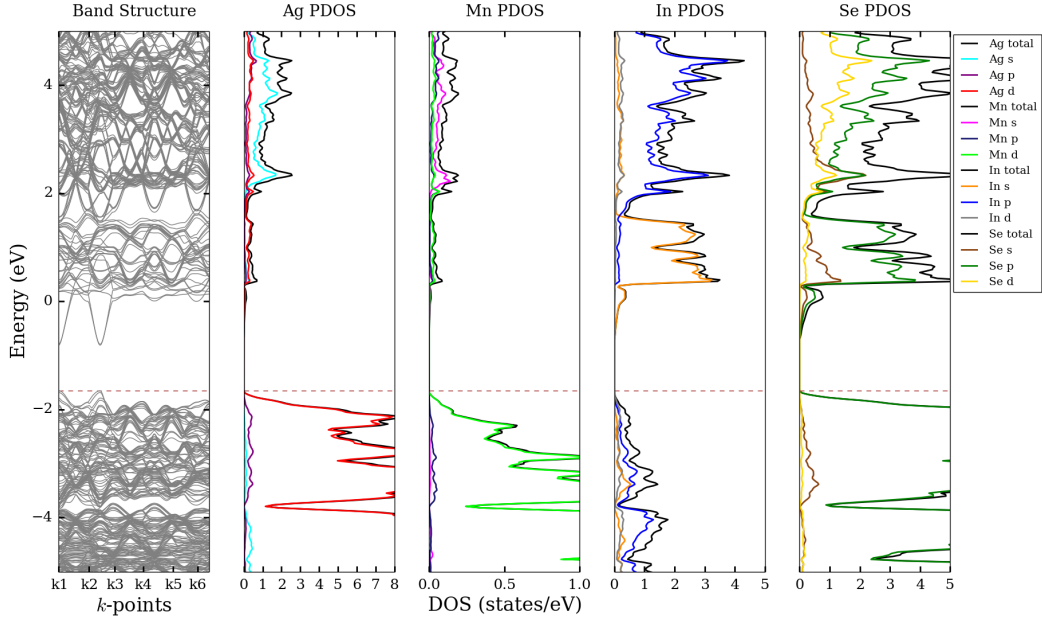 Band Structure
Ag PDOS
Mn PDOS
In PDOS
Se PDOS
Energy (eV)
4
2
0
−2
−4
k1 k2 k3 k4 k5 k6
k-points
0 1 2 3 4 5 6 7 8
0.0 0.5 1.0
DOS (states/eV)
0 1 2 3 4 5
0 1 2 3 4 5
Ag total
Ag s
Ag p
Ag d
Mn total
Mn s
Mn p
Mn d
In total
In s
In p
In d
Se total
Se s
Se p
Se d